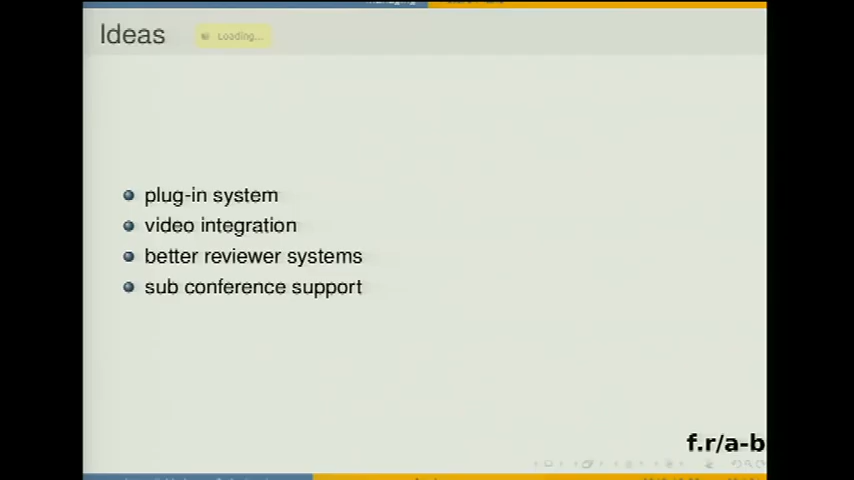 Ideas
Loading...
plug-in system
video integration
better reviewer systems
sub conference support
f.r/a-b